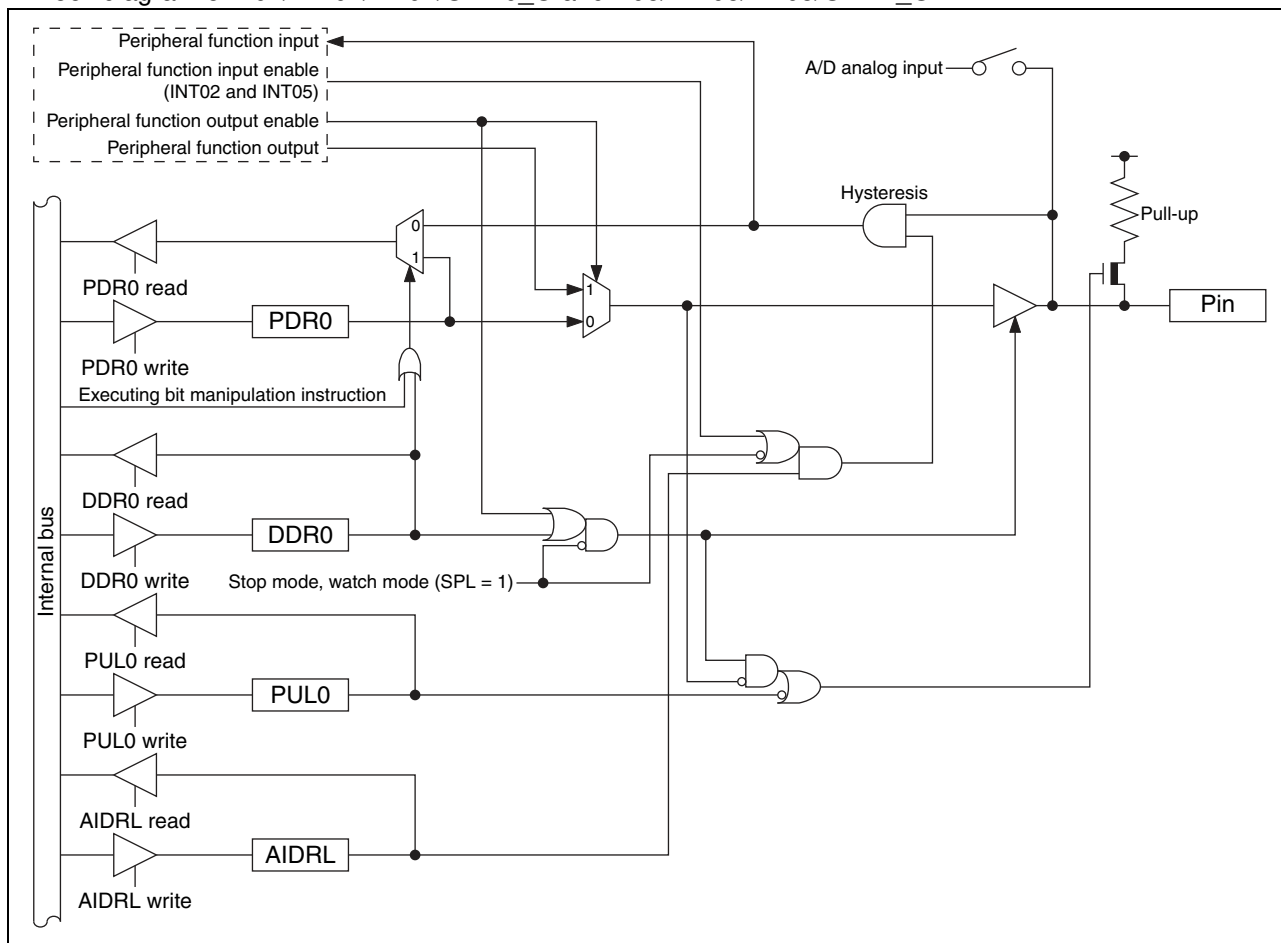 Peripheral function input
Peripheral function input enable
(INT02 and INT05)
Peripheral function output enable
Peripheral function output
A/D analog input
Hysteresis
Pull-up
0
1
PDR0 read
1
PDR0
0
Pin
PDR0 write
Executing bit manipulation instruction
DDR0 read
DDR0
DDR0 write
Stop mode, watch mode (SPL = 1)
Internal bus
PUL0 read
PUL0
PUL0 write
AIDRL read
AIDRL
AIDRL write